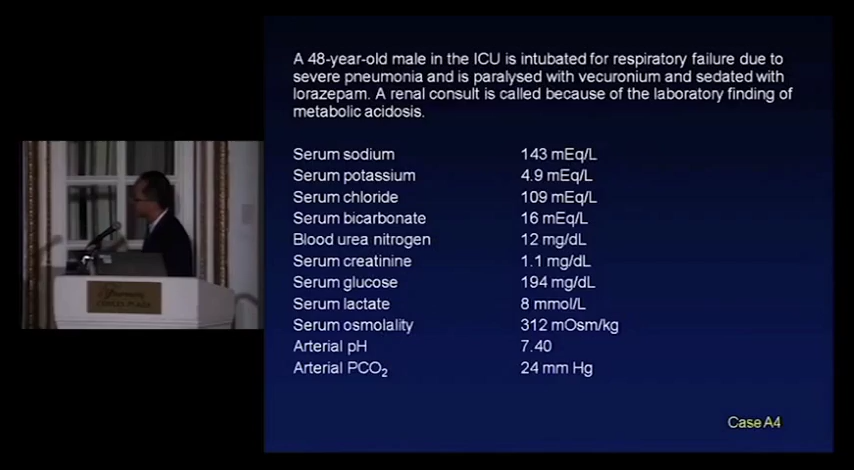 A 48-year-old male in the ICU is intubated for respiratory failure due to
severe pneumonia and is paralysed with vecuronium and sedated with
lorazepam. A renal consult is called because of the laboratory finding of
metabolic acidosis.
Serum sodium 143 mEq/L
Serum potassium 4.9 mEq/L
Serum chloride 109 mEq/L
Serum bicarbonate 16 mEq/L
Blood urea nitrogen 12 mg/dL
Serum creatinine 1.1 mg/dL
Serum glucose 194 mg/dL
Serum lactate 8 mmol/L
Serum osmolality 312 mOsm/kg
Arterial pH 7.40
Arterial PCO₂ 24 mm Hg
Case A4